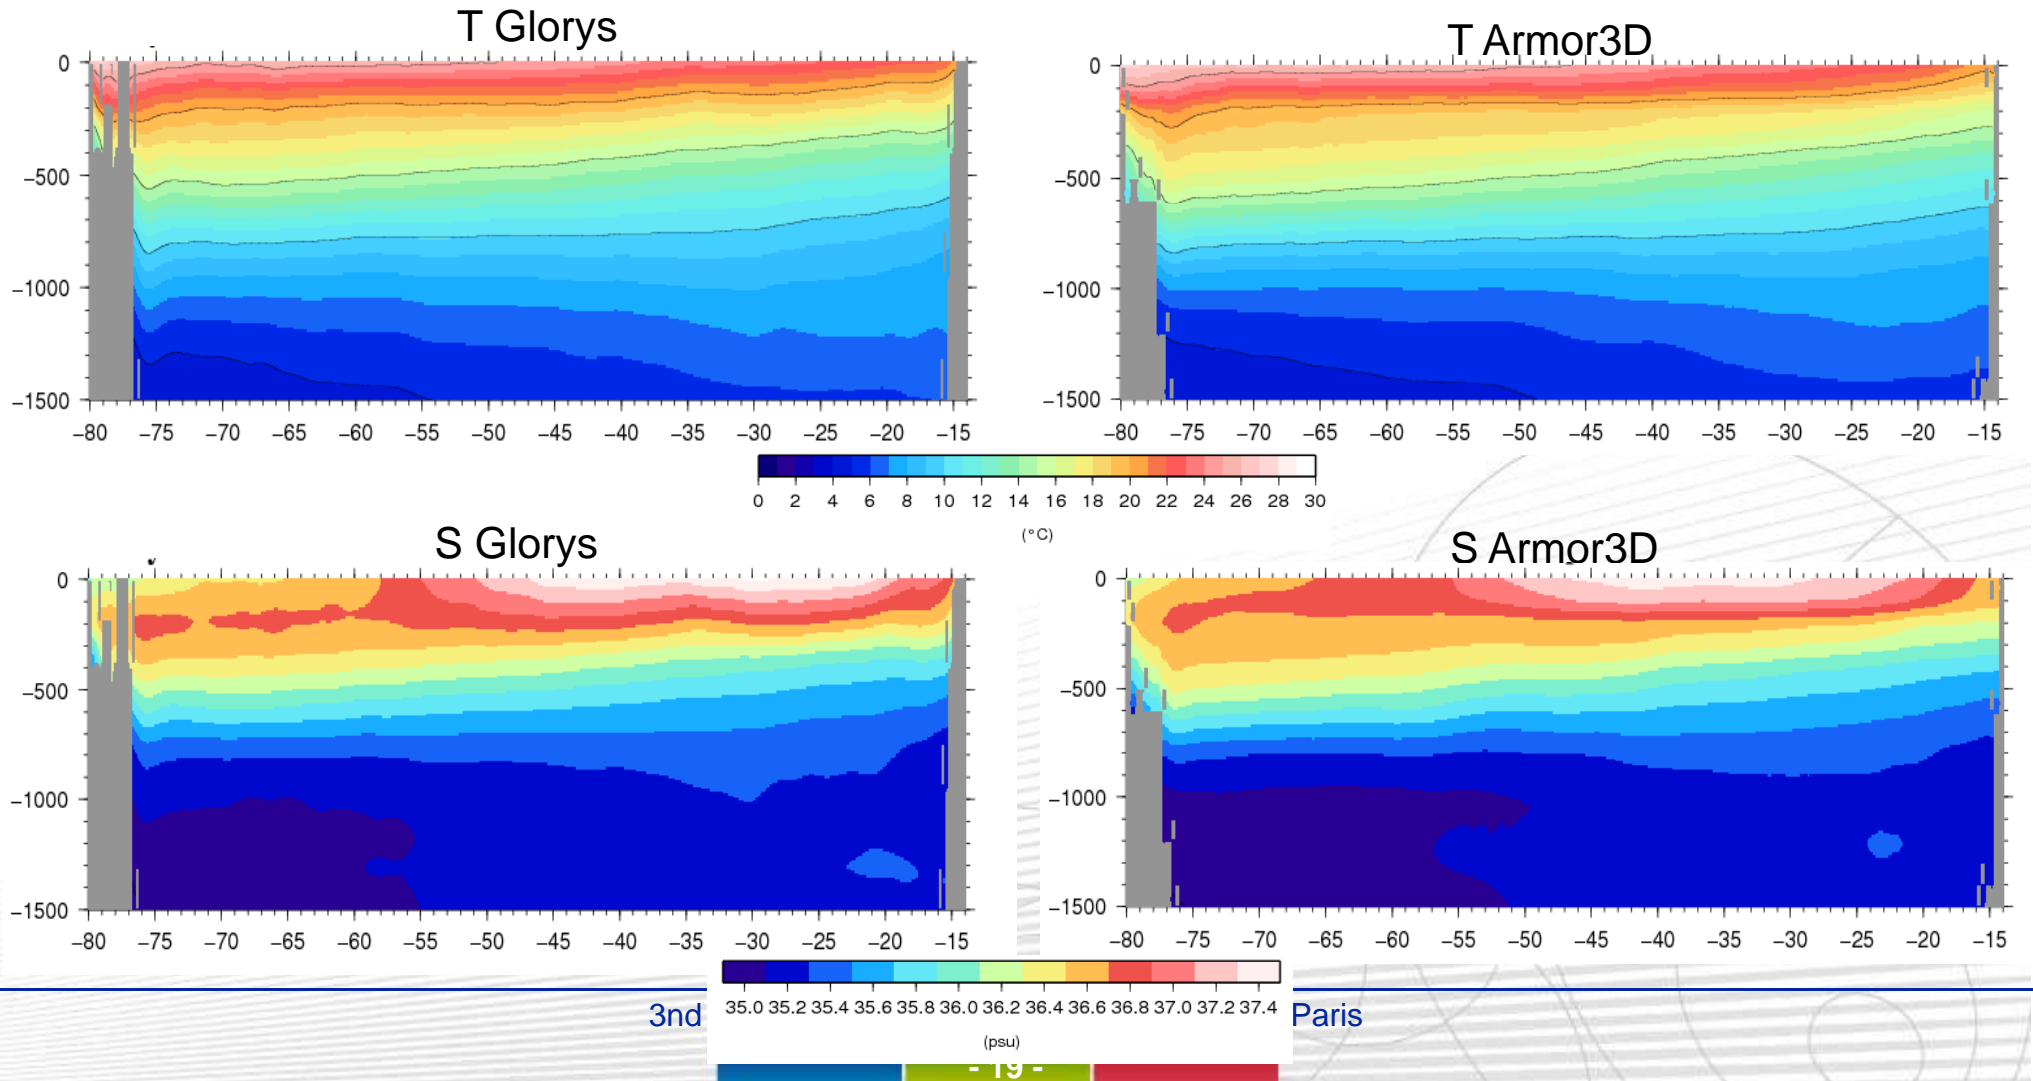 T Glorys
T Armor3D
0
−500
−1000
−1500
−80 −75 −70 −65 −60 −55 −50 −45 −40 −35 −30 −25 −20 −15
0
−500
−1000
−1500
−80 −75 −70 −65 −60 −55 −50 −45 −40 −35 −30 −25 −20 −15
0 2 4 6 8 10 12 14 16 18 20 22 24 26 28 30
(°C)
S Glorys
S Armor3D
0
−500
−1000
−1500
−80 −75 −70 −65 −60 −55 −50 −45 −40 −35 −30 −25 −20 −15
0
−500
−1000
−1500
−80 −75 −70 −65 −60 −55 −50 −45 −40 −35 −30 −25 −20 −15
35.0 35.2 35.4 35.6 35.8 36.0 36.2 36.4 36.6 36.8 37.0 37.2 37.4
(psu)
3nd
Paris
- 19 -